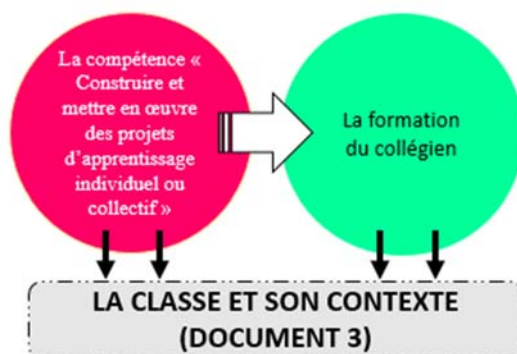 La compétence «
Construire et
mettre en œuvre
des projets
d'apprentissage
individuel ou
collectif »
La formation
du collégien
LA CLASSE ET SON CONTEXTE
(DOCUMENT 3)